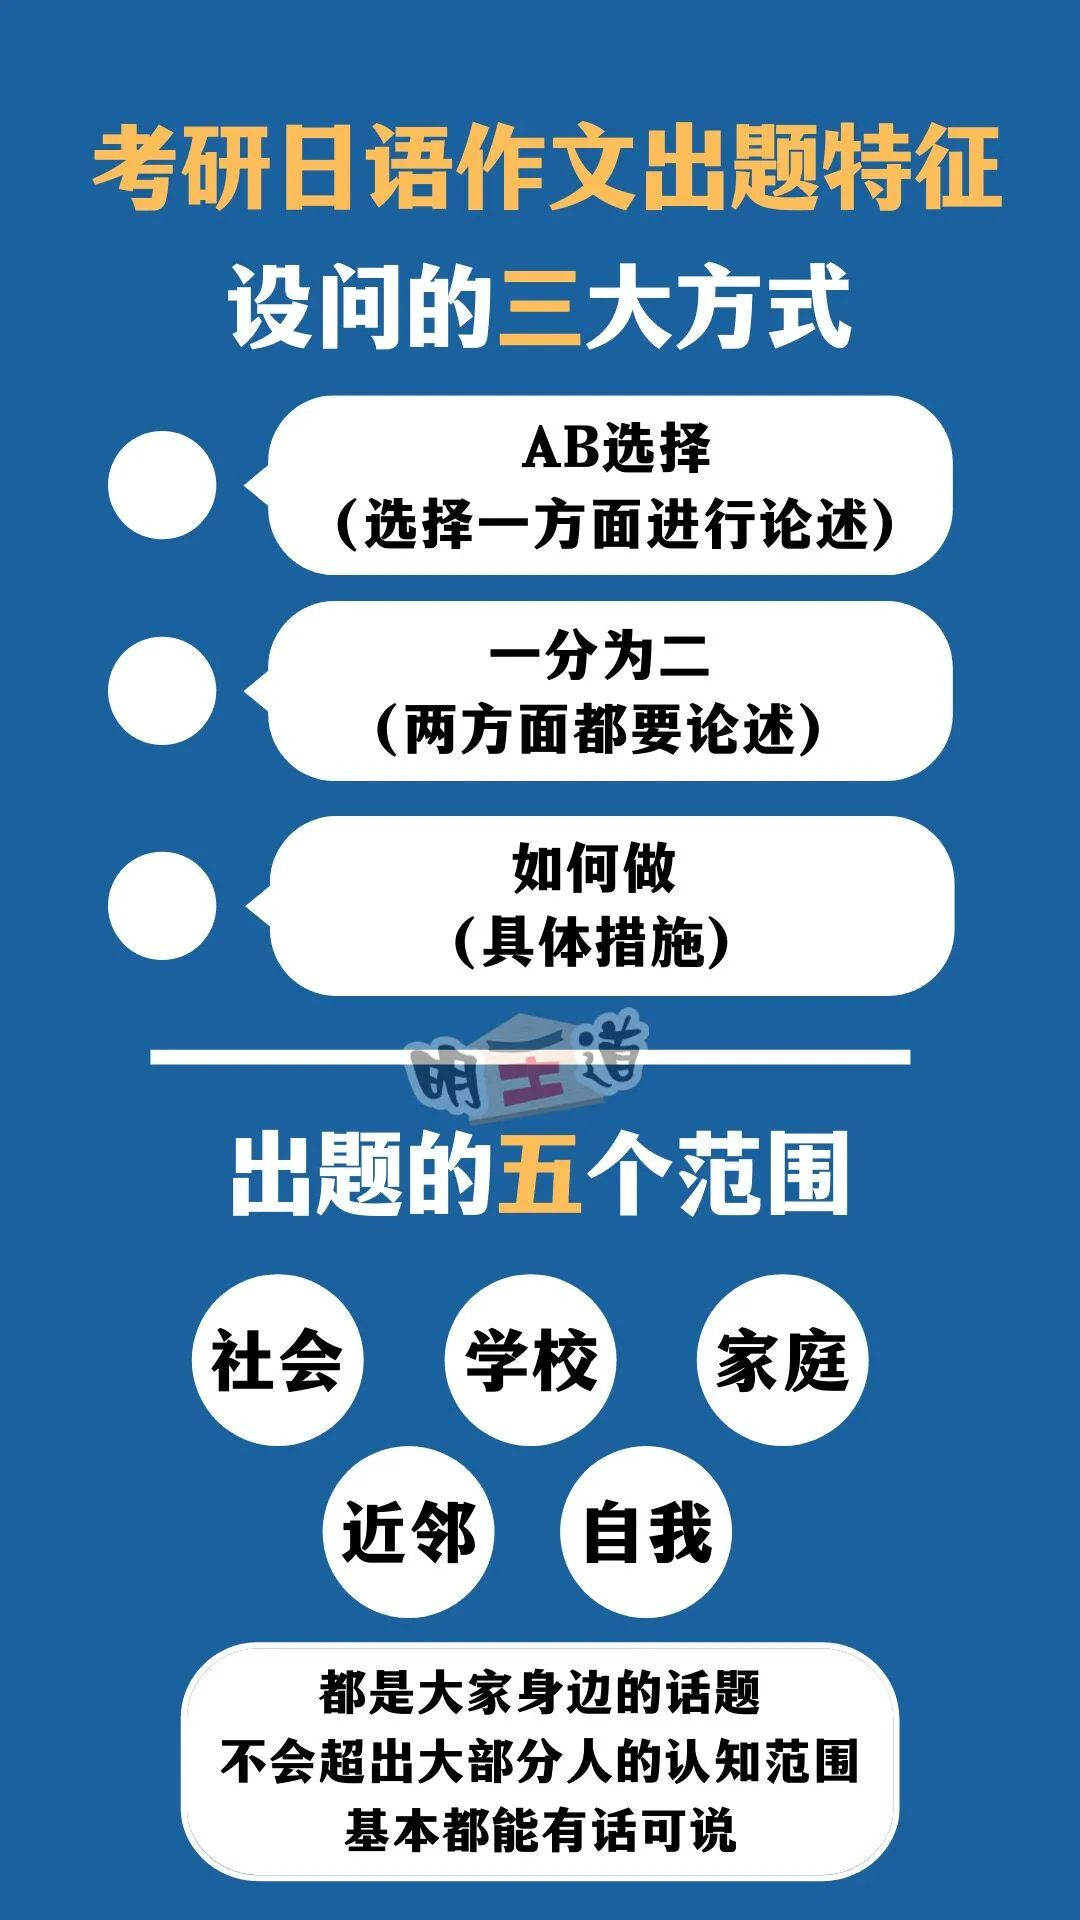 考研日语作文出题特征
设问的三大方式
AB选择
(选择一方面进行论述)
一分为二
(两方面都要论述)
如何做
(具体措施)
明士道
出题的五个范围
社会
学校
家庭
近邻
自我
都是大家身边的话题
不会超出大部分人的认知范围
基本都能有话可说